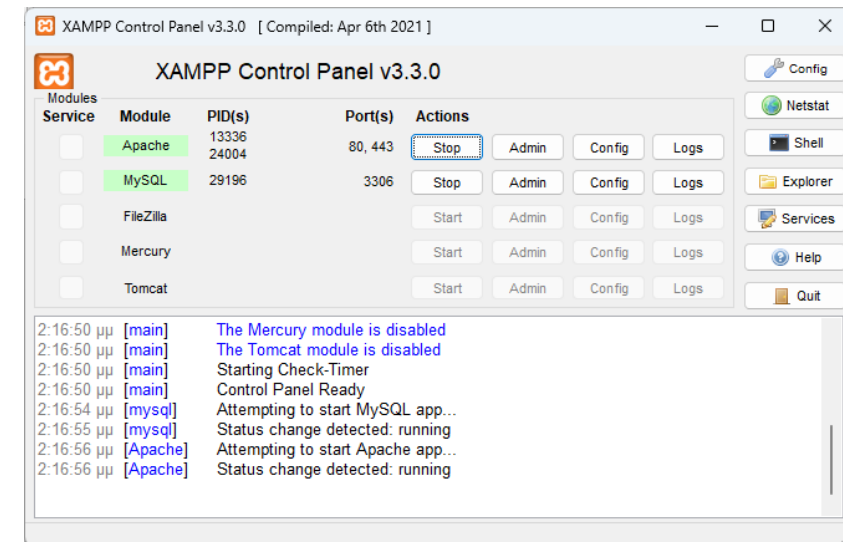 XAMPP Control Panel v3.3.0 [ Compiled: Apr 6th 2021 ]
XAMPP Control Panel v3.3.0
Config
Modules
Service Module PID(s) Port(s) Actions
Netstat
Apache 13336 24004 80, 443 Stop Admin Config Logs
Shell
MySQL 29196 3306 Stop Admin Config Logs
Explorer
FileZilla Start Admin Config Logs
Services
Mercury Start Admin Config Logs
Help
Tomcat Start Admin Config Logs
Quit
2:16:50 μμ [main] The Mercury module is disabled
2:16:50 μμ [main] The Tomcat module is disabled
2:16:50 μμ [main] Starting Check-Timer
2:16:50 μμ [main] Control Panel Ready
2:16:54 μμ [mysql] Attempting to start MySQL app...
2:16:55 μμ [mysql] Status change detected: running
2:16:56 μμ [Apache] Attempting to start Apache app...
2:16:56 μμ [Apache] Status change detected: running